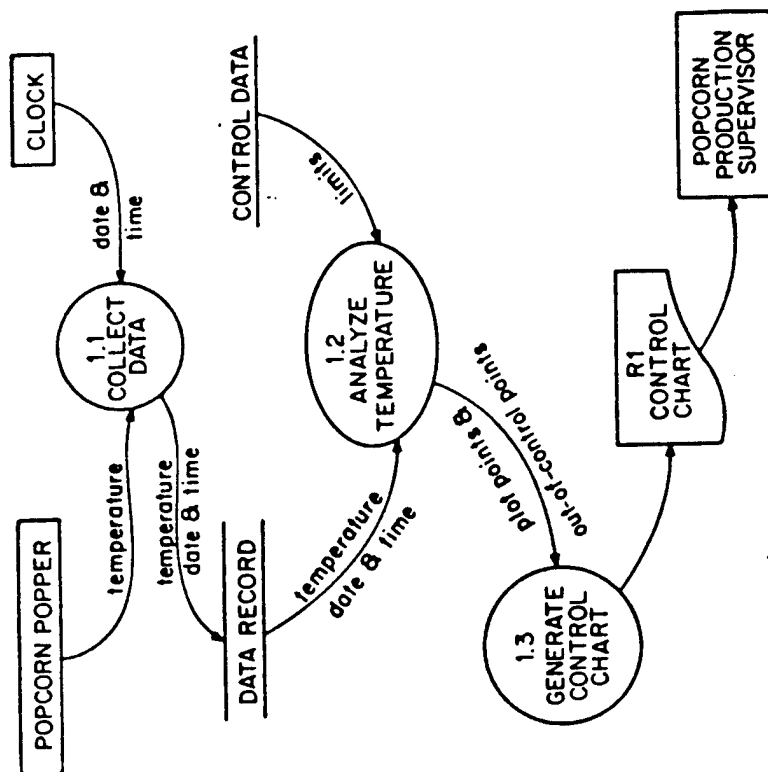 POPCORN POPPER
CLOCK
temperature
date &
time
1.1
COLLECT
DATA
temperature
date & time
DATA RECORD
CONTROL DATA
temperature
date & time
limits
1.2
ANALYZE
TEMPERATURE
plot points &
out-of-control points
1.3
GENERATE
CONTROL
CHART
R1
CONTROL
CHART
POPCORN
PRODUCTION
SUPERVISOR